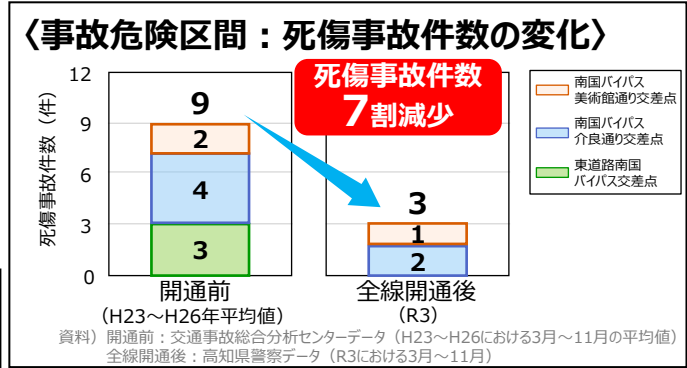 〈事故危険区間：死傷事故件数の変化〉
死傷事故件数
7割減少
死傷事故件数（件）
12
9
6
3
0
9
2
4
3
3
1
2
開通前
（H23～H26年平均値）
全線開通後
（R3）
南国バイパス
美術館通り交差点
南国バイパス
介良通り交差点
東道路南国
バイパス交差点
資料）開通前：交通事故総合分析センターデータ（H23～H26における3月～11月の平均値）
全線開通後：高知県警察データ（R3における3月～11月）